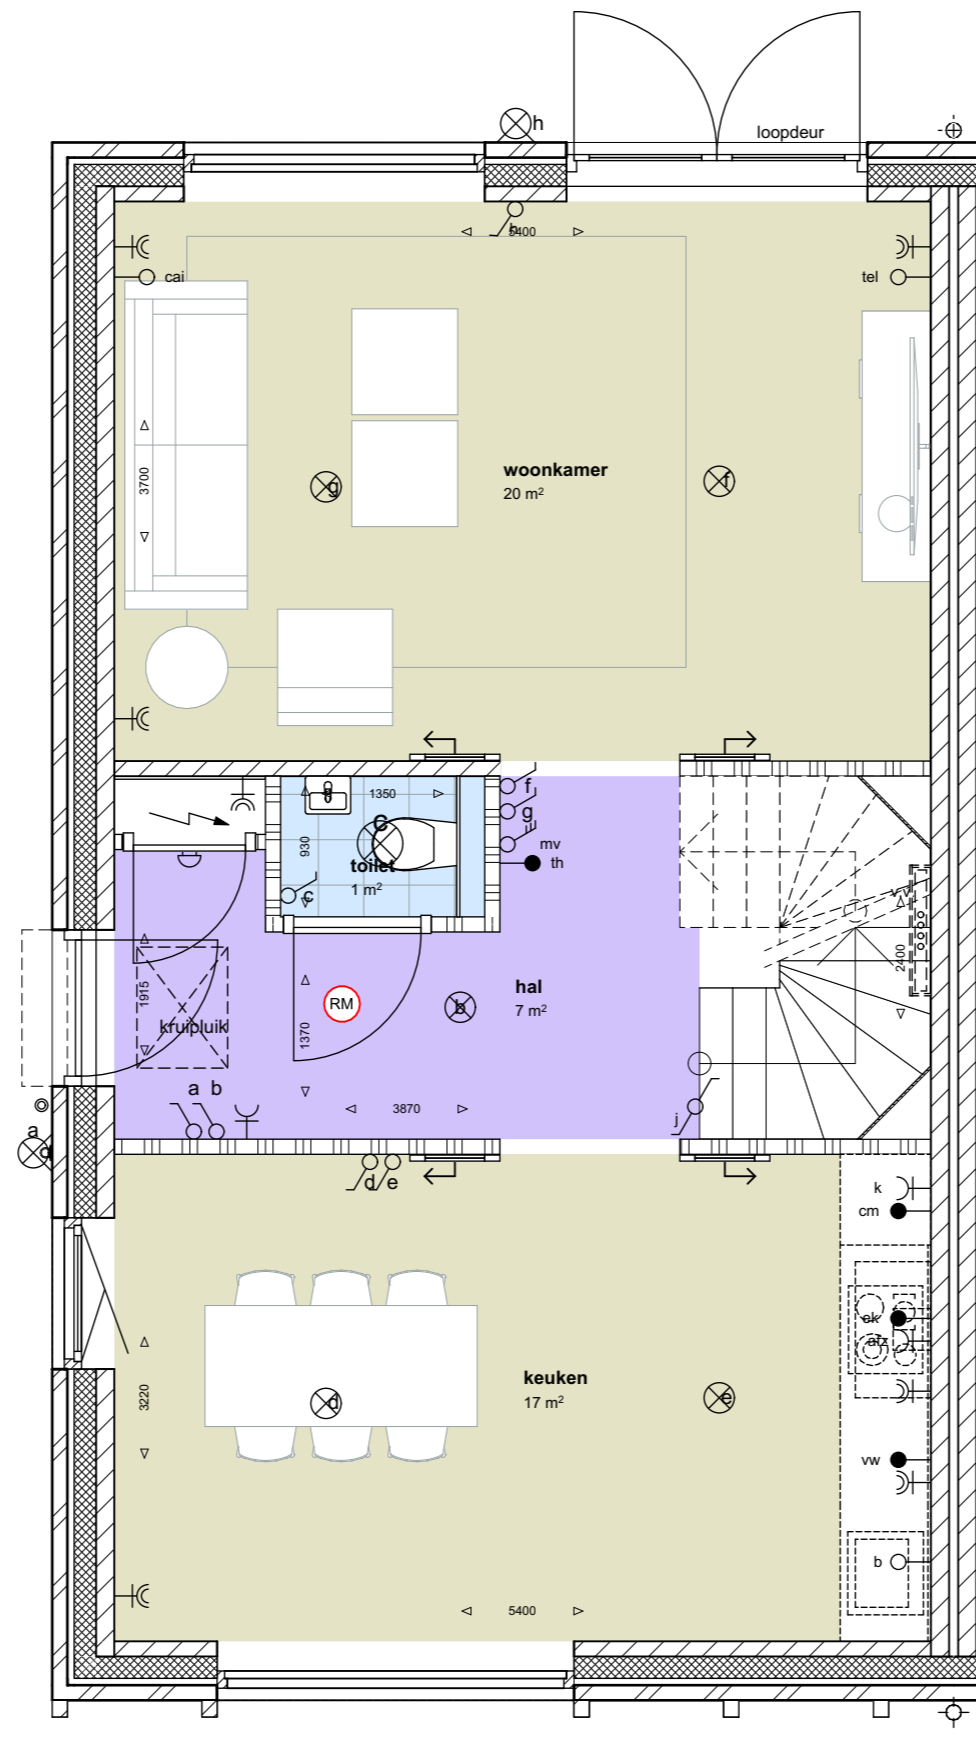 loopdeur
h
h
5400
cai
tel
3700
woonkamer
20 m²
g
f
1350
f
g
mv
th
930
C
toilet
1 m²
c
v.v.
2400
1915
hal
7 m²
RM
b
kruipluik
1370
a b
3870
j
a
d e
k
cm
ek
afz
keuken
17 m²
3220
d
e
vw
b
5400